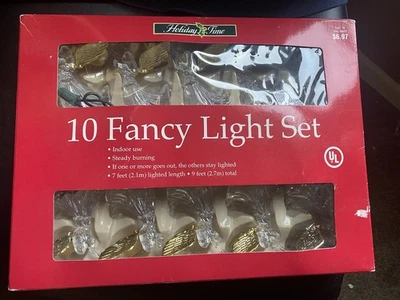 Holiday Time
$6.97
10 Fancy Light Set
• Indoor use
• Steady burning
• If one or more goes out, the others stay lighted
• 7 feet (2.1m) lighted length • 9 feet (2.7m) total
UL